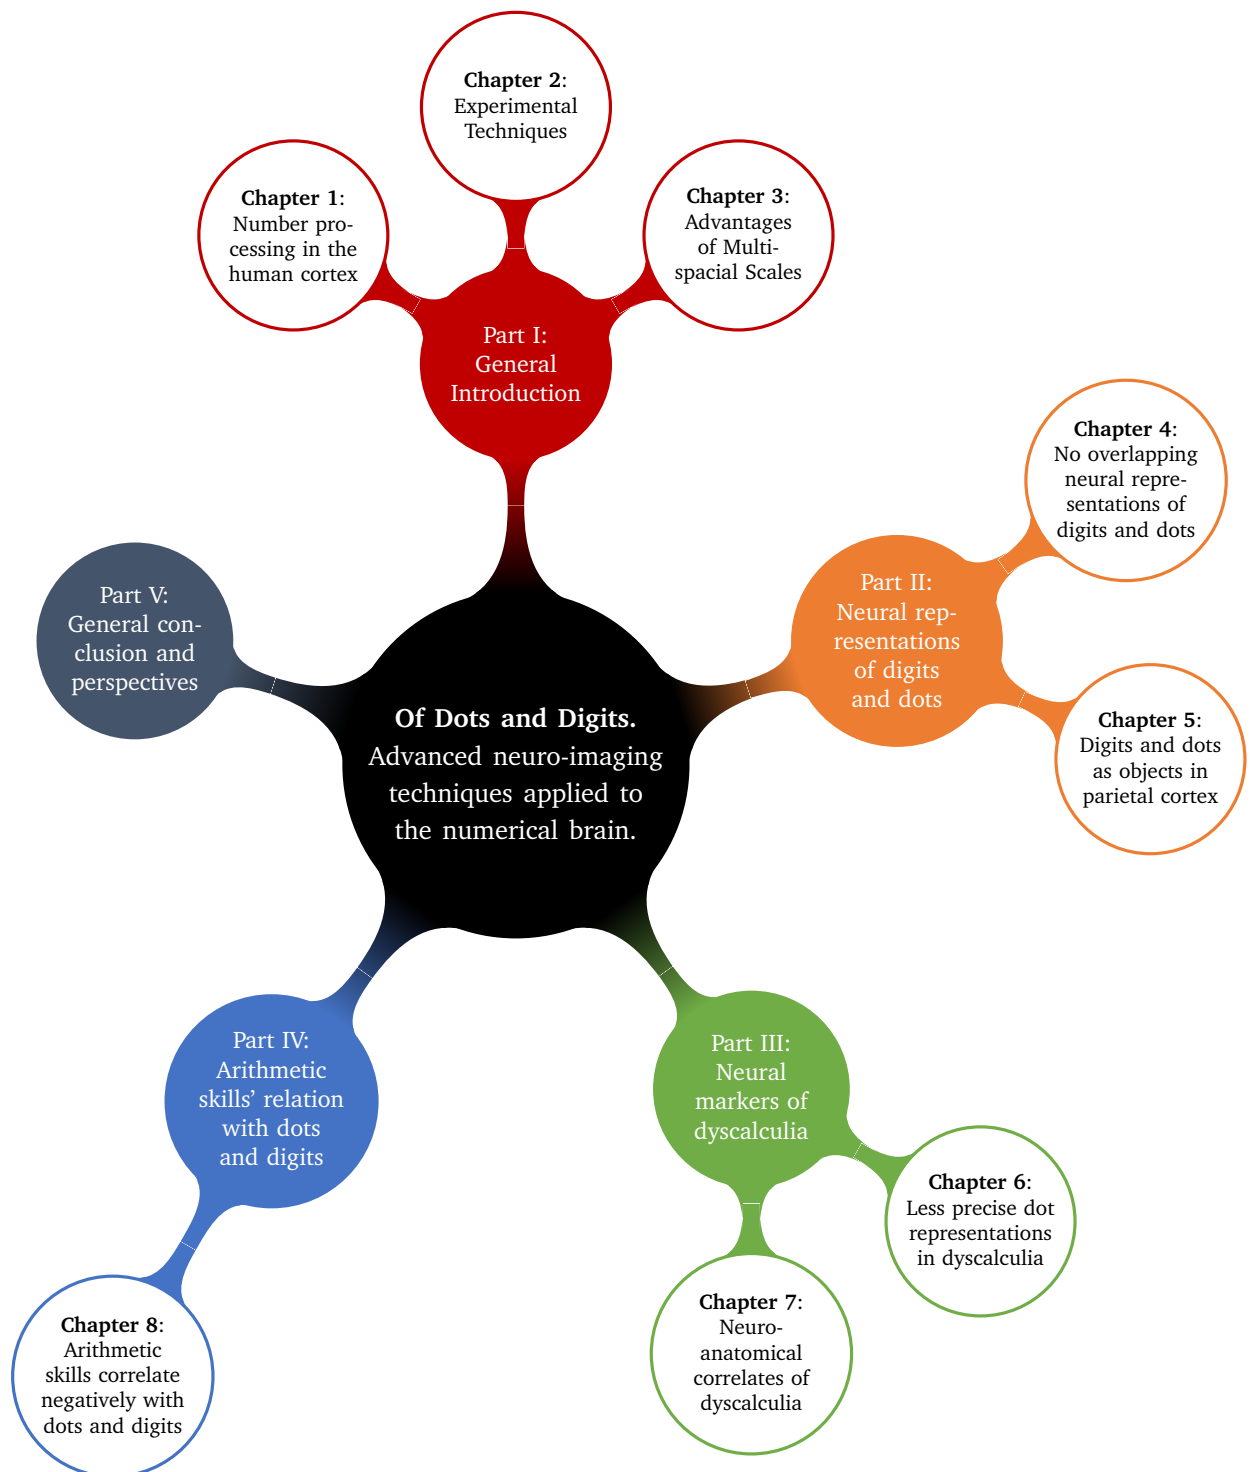 Chapter 2:
Experimental
Techniques
Chapter 1:
Number pro-
cessing in the
human cortex
Chapter 3:
Advantages
of Multi-
spacial Scales
Part I:
General
Introduction
Chapter 4:
No overlapping
neural repre-
sentations of
digits and dots
Part II:
Neural rep-
resentations
of digits
and dots
Part V:
General con-
clusion and
perspectives
Chapter 5:
Digits and dots
as objects in
parietal cortex
Of Dots and Digits.
Advanced neuro-imaging
techniques applied to
the numerical brain.
Part IV:
Arithmetic
skills’ relation
with dots
and digits
Part III:
Neural
markers of
dyscalculia
Chapter 6:
Less precise dot
representations
in dyscalculia
Chapter 7:
Neuro-
anatomical
correlates of
dyscalculia
Chapter 8:
Arithmetic
skills correlate
negatively with
dots and digits